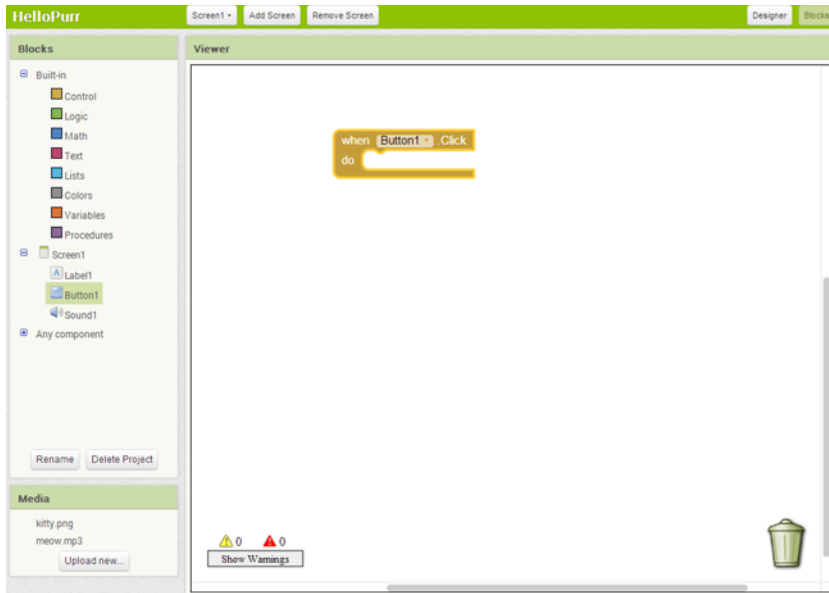 HelloPurr
Screen1
Add Screen
Remove Screen
Designer
Blocks
Blocks
Viewer
Built-in
Control
Logic
Math
Text
Lists
Colors
Variables
Procedures
Screen1
A Label1
Button1
Sound1
Any component
when Button1 .Click
do
Rename
Delete Project
Media
kitty.png
meow.mp3
Upload new...
0
0
Show Warnings